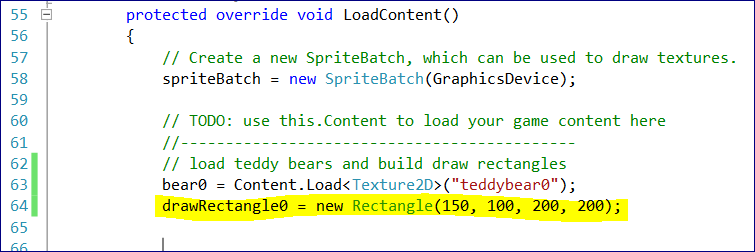 55 protected override void LoadContent()
56 {
57 // Create a new SpriteBatch, which can be used to draw textures.
58 spriteBatch = new SpriteBatch(GraphicsDevice);
59
60 // TODO: use this.Content to load your game content here
61 //-------------------------------------------
62 // load teddy bears and build draw rectangles
63 bear0 = Content.Load<Texture2D>("teddybear0");
64 drawRectangle0 = new Rectangle(150, 100, 200, 200);
65
66